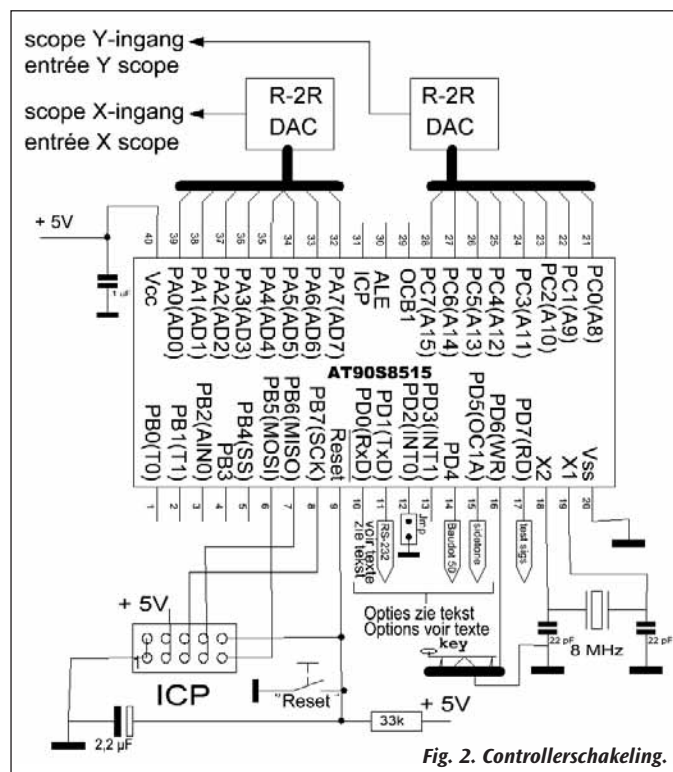 scope Y-ingang
entrée Y scope
scope X-ingang
entrée X scope
R-2R
DAC
R-2R
DAC
+ 5V
40
39
38
37
36
35
34
33
32
31
30
29
28
27
26
25
24
23
22
21
1 uF
Vcc
PA0(AD0)
PA1(AD1)
PA2(AD2)
PA3(AD3)
PA4(AD4)
PA5(AD5)
PA6(AD6)
PA7(AD7)
ICP
ALE
OCB1
PC7(A15)
PC6(A14)
PC5(A13)
PC4(A12)
PC3(A11)
PC2(A10)
PC1(A9)
PC0(A8)
AT90S8515
PB0(T0)
PB1(T1)
PB2(AIN0)
PB3
PB4(SS)
PB5(MOSI)
PB6(MISO)
PB7(SCK)
Reset
PD0(RxD)
PD1(TxD)
PD2(INT0)
PD3(INT1)
PD4
PD5(OC1A)
PD6(WR)
PD7(RD)
X2
X1
Vss
1
2
3
4
5
6
7
8
9
10
11
12
13
14
15
16
17
18
19
20
voir texte
zie tekst
RS-232
Jmp
Baudot 50
sidetone
test sigs
+ 5V
1
ICP
Opties zie tekst
Options voir texte
key
22 pF
8 MHz
22 pF
Reset
+ 5V
33k
2,2 µF
Fig. 2. Controllerschakeling.